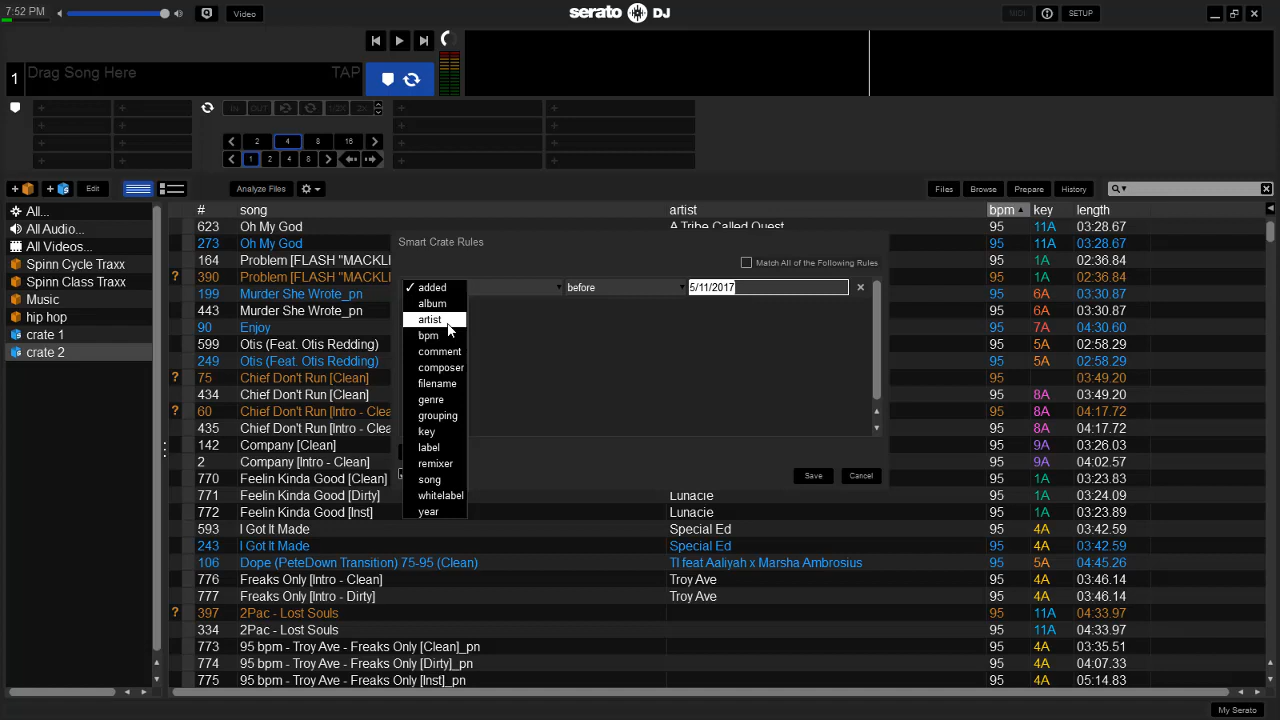 7:52 PM
Video
serato DJ
MIDI
SETUP
1
Drag Song Here
TAP
IN OUT 1/2X 2X
2 4 8 16
1 2 4 8
Edit
Analyze Files
Files Browse Prepare History
All...
All Audio...
All Videos...
Spinn Cycle Traxx
Spinn Class Traxx
Music
hip hop
crate 1
crate 2
# song artist bpm key length
623 Oh My God A Tribe Called Quest 95 11A 03:28.67
273 Oh My God 95 11A 03:28.67
164 Problem [FLASH "MACKLI 95 1A 02:36.84
? 390 Problem [FLASH "MACKLI 95 1A 02:36.84
199 Murder She Wrote_pn 95 6A 03:42.26
443 Murder She Wrote_pn 95 6A 03:42.26
90 Enjoy 95 7A 04:30.60
599 Otis (Feat. Otis Redding) 95 5A 02:58.29
249 Otis (Feat. Otis Redding) 95 5A 02:58.29
? 75 Chief Don't Run [Clean] 95 03:49.20
434 Chief Don't Run [Clean] 95 8A 03:49.20
? 60 Chief Don't Run [Intro - Clea 95 8A 04:17.72
435 Chief Don't Run [Intro - Clea 95 8A 04:17.72
142 Company [Clean] 95 9A 03:26.03
2 Company [Intro - Clean] 95 9A 04:02.57
770 Feelin Kinda Good [Clean] 95 1A 03:23.83
771 Feelin Kinda Good [Dirty] Lunacie 95 1A 03:24.09
772 Feelin Kinda Good [Inst] Lunacie 95 1A 03:23.89
593 I Got It Made Special Ed 95 4A 03:42.59
243 I Got It Made Special Ed 95 4A 03:42.59
106 Dope (PeteDown Transition) 75-95 (Clean) TI feat Aaliyah x Marsha Ambrosius 95 5A 04:45.26
776 Freaks Only [Intro - Clean] Troy Ave 95 4A 03:46.14
777 Freaks Only [Intro - Dirty] Troy Ave 95 4A 03:46.14
? 397 2Pac - Lost Souls 95 11A 04:33.97
334 2Pac - Lost Souls 95 11A 04:33.97
773 95 bpm - Troy Ave - Freaks Only [Clean]_pn 95 4A 03:35.51
774 95 bpm - Troy Ave - Freaks Only [Dirty]_pn 95 4A 04:07.33
775 95 bpm - Troy Ave - Freaks Only [Inst]_pn 95 4A 05:14.83
Smart Crate Rules
Match All of the Following Rules
added
before
5/11/2017
album
artist
bpm
comment
composer
filename
genre
grouping
key
label
remixer
song
whitelabel
year
Save Cancel
My Serato